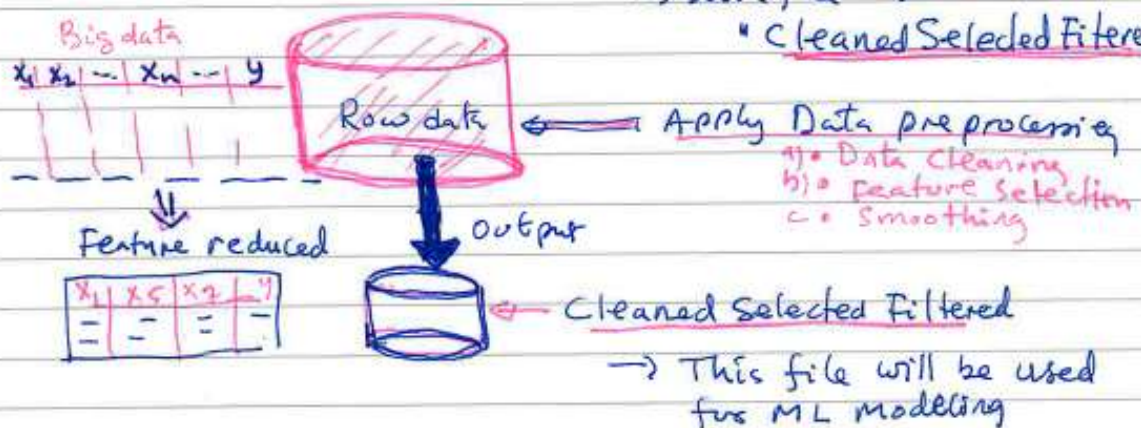 • Cleaned Selected Fitere
Big data
x₁ x₂ -- xn -- y
Row data
Apply Data preprocessing
a) • Data Cleaning
b) • Feature Selection
c • Smoothing
Output
Feature reduced
x₁ x5 x7 y
Cleaned Selected Filtered
→ This file will be used
for ML modeling